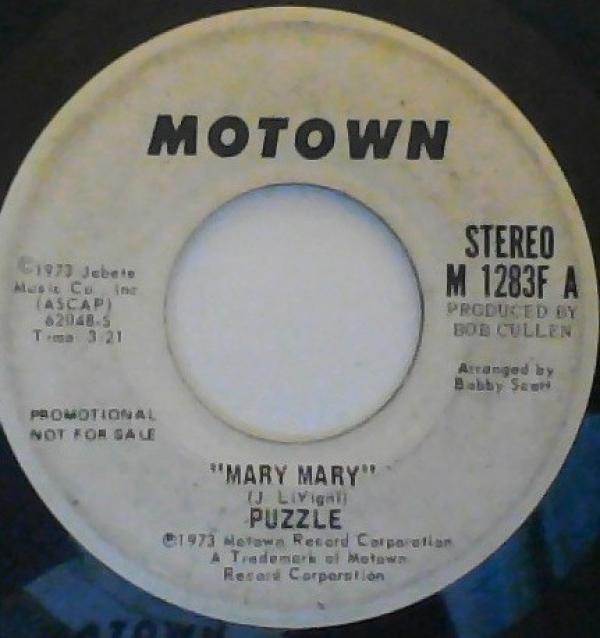 MOTOWN
©1973 Jobete
Music Co., Inc
(ASCAP)
62048-S
Time 3:21
PROMOTIONAL
NOT FOR SALE
STEREO
M 1283F A
PRODUCED BY
BOB CULLEN
Arranged by
Bobby Scott
"MARY MARY"
(J. LiVigni)
PUZZLE
℗1973 Motown Record Corporation
A Trademark of Motown
Record Corporation